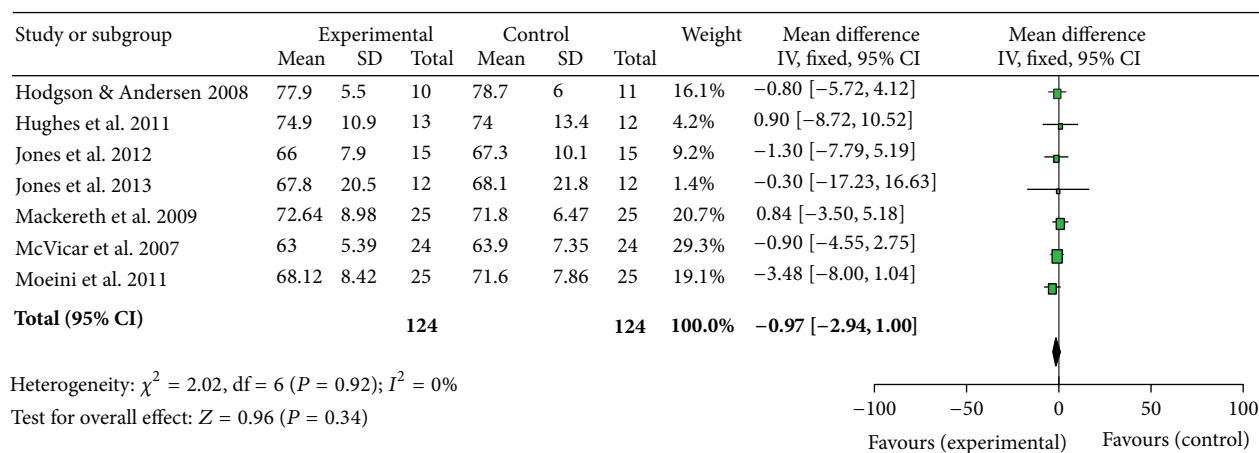 Study or subgroup Experimental Control Weight Mean difference Mean difference
Mean SD Total Mean SD Total IV, fixed, 95% CI IV, fixed, 95% CI
Hodgson & Andersen 2008 77.9 5.5 10 78.7 6 11 16.1% −0.80 [−5.72, 4.12]
Hughes et al. 2011 74.9 10.9 13 74 13.4 12 4.2% 0.90 [−8.72, 10.52]
Jones et al. 2012 66 7.9 15 67.3 10.1 15 9.2% −1.30 [−7.79, 5.19]
Jones et al. 2013 67.8 20.5 12 68.1 21.8 12 1.4% −0.30 [−17.23, 16.63]
Mackereth et al. 2009 72.64 8.98 25 71.8 6.47 25 20.7% 0.84 [−3.50, 5.18]
McVicar et al. 2007 63 5.39 24 63.9 7.35 24 29.3% −0.90 [−4.55, 2.75]
Moeini et al. 2011 68.12 8.42 25 71.6 7.86 25 19.1% −3.48 [−8.00, 1.04]
Total (95% CI) 124 124 100.0% −0.97 [−2.94, 1.00]
Heterogeneity: χ² = 2.02, df = 6 (P = 0.92); I² = 0%
Test for overall effect: Z = 0.96 (P = 0.34)
−100 −50 0 50 100
Favours (experimental) Favours (control)